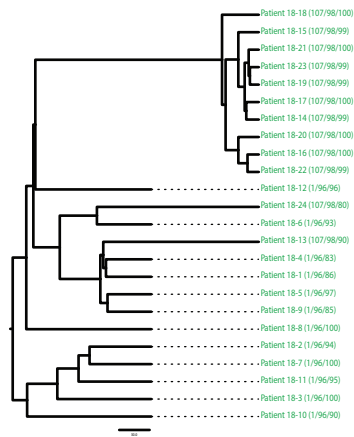 Patient 18-18 (107/98/100)
Patient 18-15 (107/98/99)
Patient 18-21 (107/98/100)
Patient 18-23 (107/98/99)
Patient 18-19 (107/98/99)
Patient 18-17 (107/98/100)
Patient 18-14 (107/98/99)
Patient 18-20 (107/98/100)
Patient 18-16 (107/98/100)
Patient 18-22 (107/98/99)
Patient 18-12 (1/96/96)
Patient 18-24 (107/98/80)
Patient 18-6 (1/96/93)
Patient 18-13 (107/98/90)
Patient 18-4 (1/96/83)
Patient 18-1 (1/96/86)
Patient 18-5 (1/96/97)
Patient 18-9 (1/96/85)
Patient 18-8 (1/96/100)
Patient 18-2 (1/96/94)
Patient 18-7 (1/96/100)
Patient 18-11 (1/96/95)
Patient 18-3 (1/96/100)
Patient 18-10 (1/96/90)